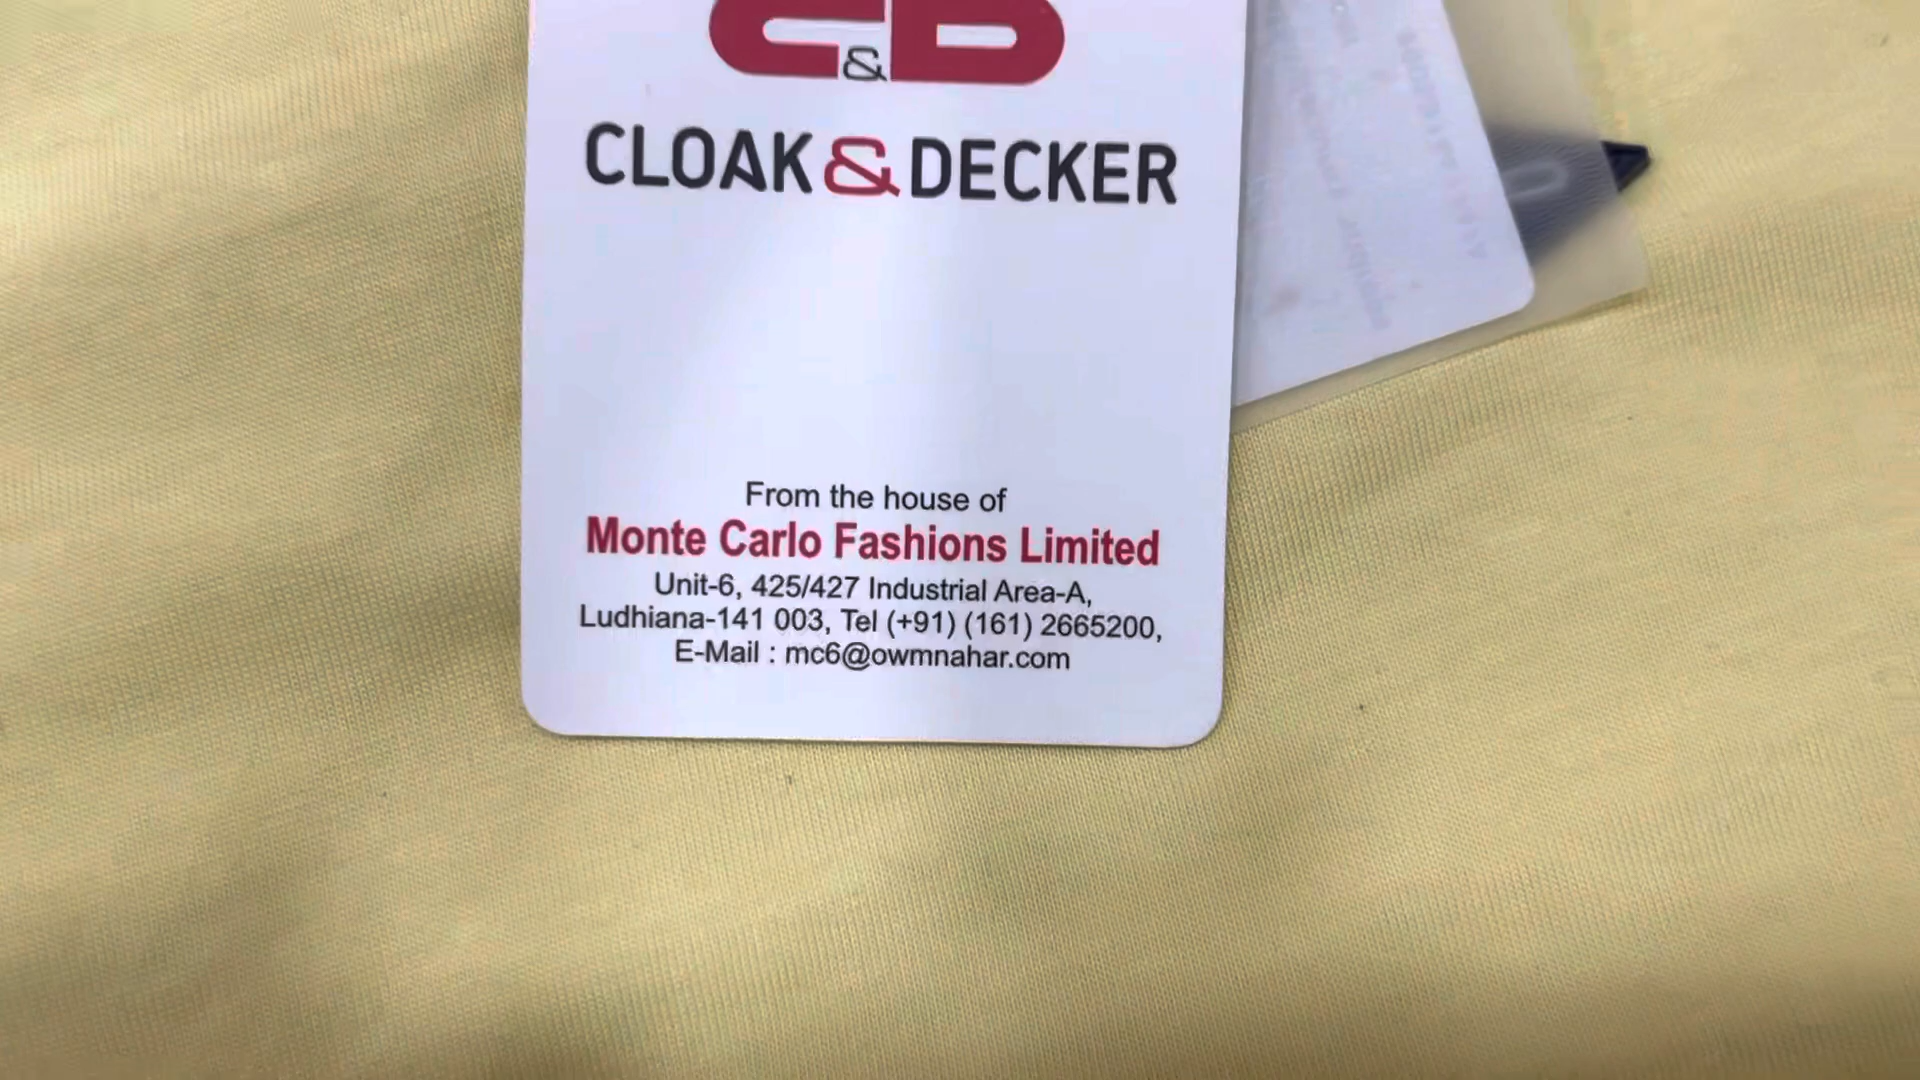 C&D
CLOAK & DECKER
From the house of
Monte Carlo Fashions Limited
Unit-6, 425/427 Industrial Area-A,
Ludhiana-141 003, Tel (+91) (161) 2665200,
E-Mail : mc6@owmnahar.com